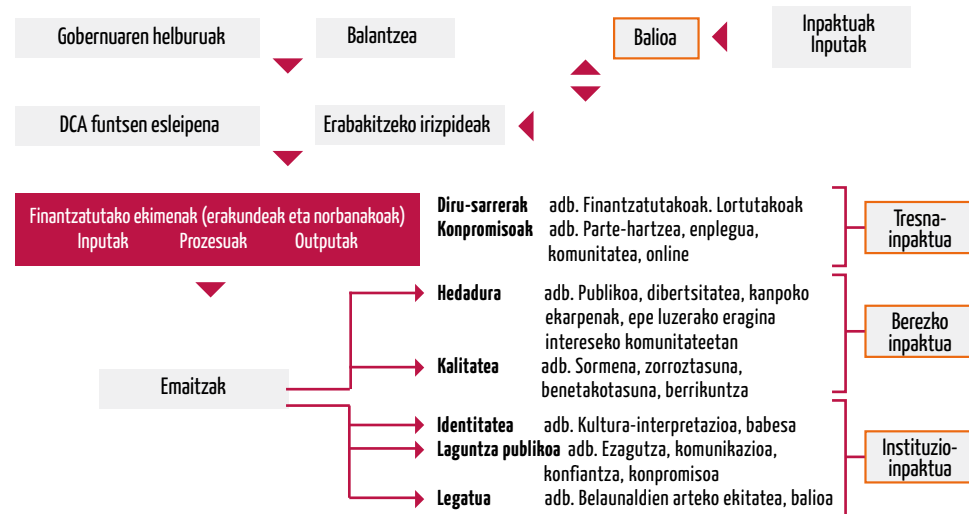 Gobernuaren helburuak
Balantzea
Balioa
Inpaktuak
Inputak
DCA funtsen esleipena
Erabakitzeko irizpideak
Finantzatutako ekimenak (erakundeak eta norbanakoak)
Inputak Prozesuak Outputak
Diru-sarrerak adb. Finantzatutakoak. Lortutakoak
Konpromisoak adb. Parte-hartzea, enplegua,
komunitatea, online
Tresna-
inpaktua
Hedadura adb. Publikoa, dibertsitatea, kanpoko
ekarpenak, epe luzerako eragina
intereseko komunitateetan
Kalitatea adb. Sormena, zorroztasuna,
benetakotasuna, berrikuntza
Berezko
inpaktua
Emaitzak
Identitatea adb. Kultura-interpretazioa, babesa
Laguntza publikoa adb. Ezagutza, komunikazioa,
konfiantza, konpromisoa
Legatua adb. Belaunaldien arteko ekitatea, balioa
Instituzio-
inpaktua